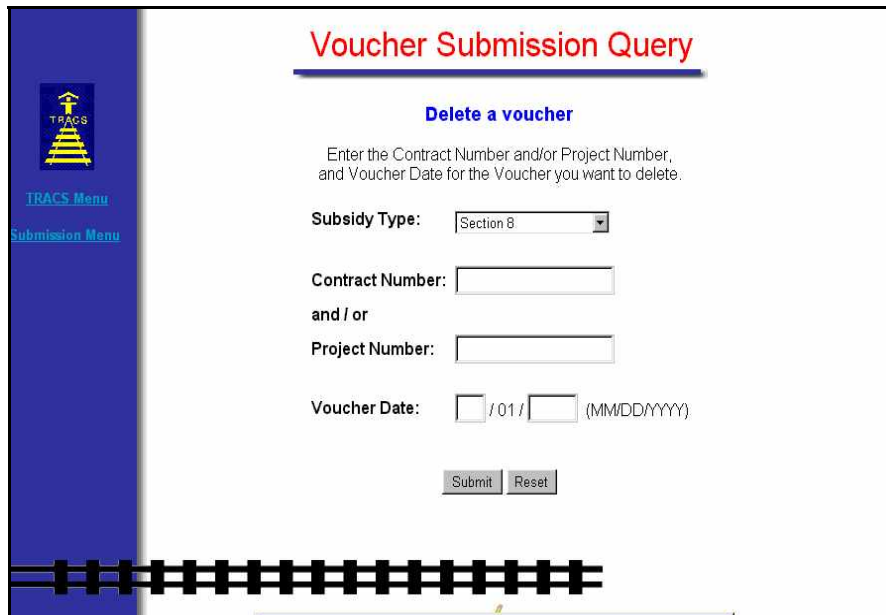 Voucher Submission Query
TRACS
TRACS Menu
Submission Menu
Delete a voucher
Enter the Contract Number and/or Project Number,
and Voucher Date for the Voucher you want to delete.
Subsidy Type: Section 8
Contract Number:
and / or
Project Number:
Voucher Date: / 01 / (MM/DD/YYYY)
Submit Reset